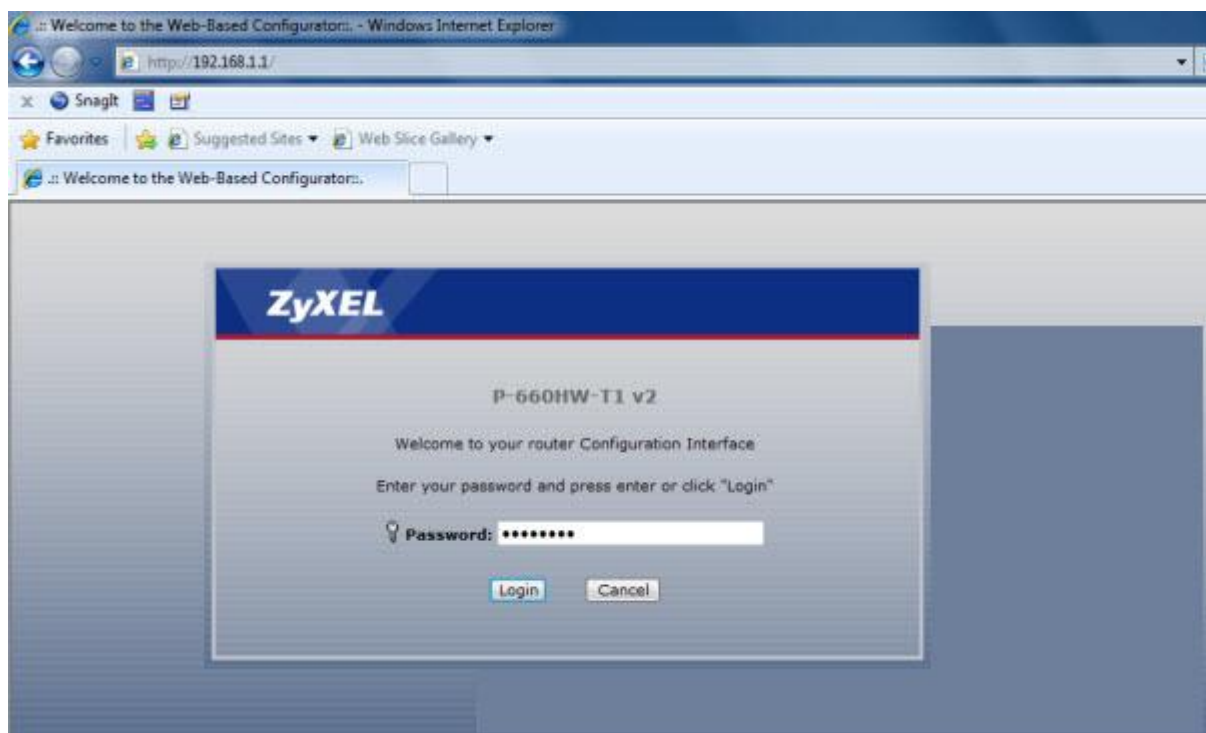 .:: Welcome to the Web-Based Configurator::. - Windows Internet Explorer
http://192.168.1.1/
x SnagIt
Favorites Suggested Sites Web Slice Gallery
.:: Welcome to the Web-Based Configurator::.
ZyXEL
P-660HW-T1 v2
Welcome to your router Configuration Interface
Enter your password and press enter or click "Login"
Password: ••••••••
Login Cancel